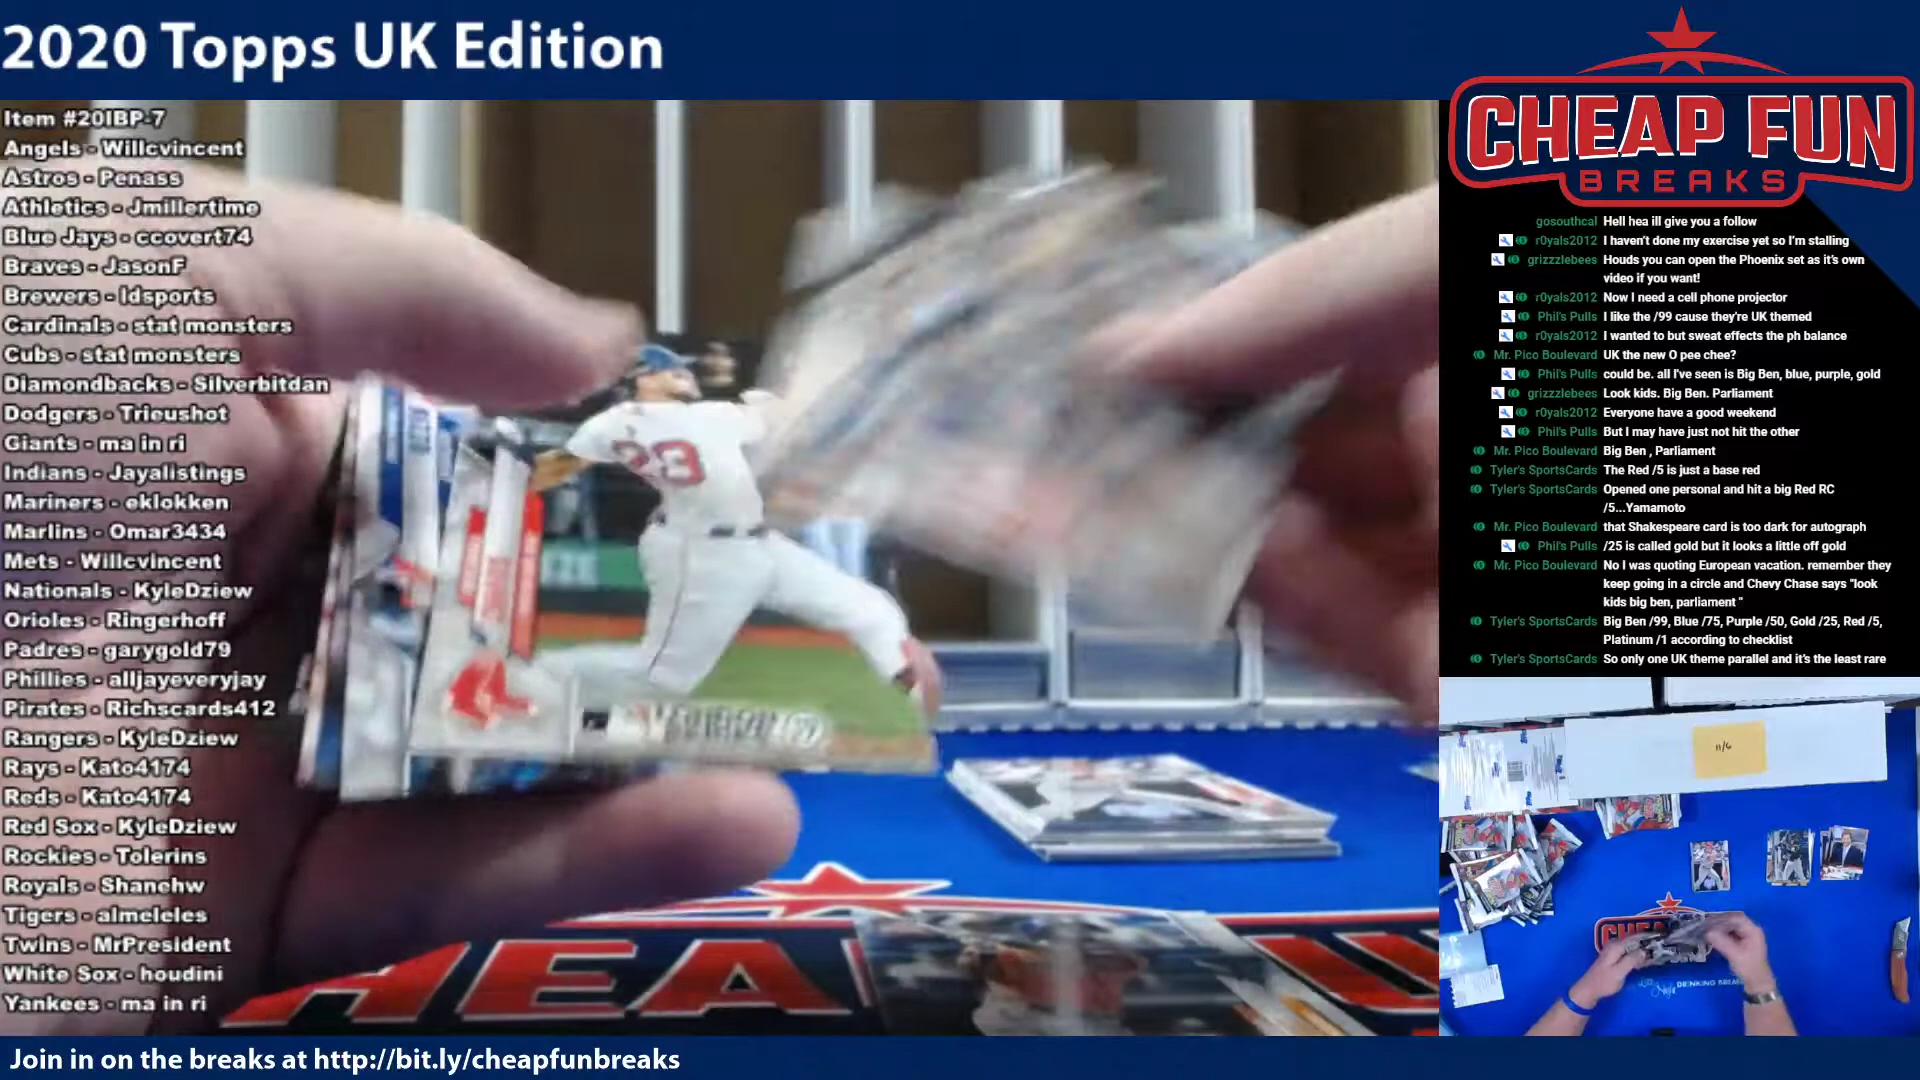 2020 Topps UK Edition
Item #20IBP-7
Angels - Willcvincent
Astros - Penass
Athletics - Jmillertime
Blue Jays - ccovert74
Braves - JasonF
Brewers - ldsports
Cardinals - stat monsters
Cubs - stat monsters
Diamondbacks - Silverbitdan
Dodgers - Tricushot
Giants - ma in ri
Indians - Jayalistings
Mariners - eklokken
Marlins - Omar3434
Mets - Willcvincent
Nationals - KyleDziew
Orioles - Ringerhoff
Padres - garygold79
Phillies - alljayeveryjay
Pirates - Richscards412
Rangers - KyleDziew
Rays - Kato4174
Reds - Kato4174
Red Sox - KyleDziew
Rockies - Tolerins
Royals - Shanehw
Tigers - almeleles
Twins - MrPresident
White Sox - houdini
Yankees - ma in ri
23
HEA
Join in on the breaks at http://bit.ly/cheapfunbreaks
CHEAP FUN
BREAKS
gosouthcal Hell hea ill give you a follow
r0yals2012 I haven't done my exercise yet so I'm stalling
grizzzlebees Houds you can open the Phoenix set as it's own
video if you want!
r0yals2012 Now I need a cell phone projector
Phil's Pulls I like the /99 cause they're UK themed
r0yals2012 I wanted to but sweat effects the ph balance
Mr. Pico Boulevard UK the new O pee chee?
Phil's Pulls could be. all I've seen is Big Ben, blue, purple, gold
grizzzlebees Look kids. Big Ben. Parliament
r0yals2012 Everyone have a good weekend
Phil's Pulls But I may have just not hit the other
Mr. Pico Boulevard Big Ben , Parliament
Tyler's SportsCards The Red /5 is just a base red
Tyler's SportsCards Opened one personal and hit a big Red RC
/5...Yamamoto
Mr. Pico Boulevard that Shakespeare card is too dark for autograph
Phil's Pulls /25 is called gold but it looks a little off gold
Mr. Pico Boulevard No I was quoting European vacation. remember they
keep going in a circle and Chevy Chase says "look
kids big ben, parliament "
Tyler's SportsCards Big Ben /99, Blue /75, Purple /50, Gold /25, Red /5,
Platinum /1 according to checklist
Tyler's SportsCards So only one UK theme parallel and it's the least rare
11/6
DRINKING BREAK